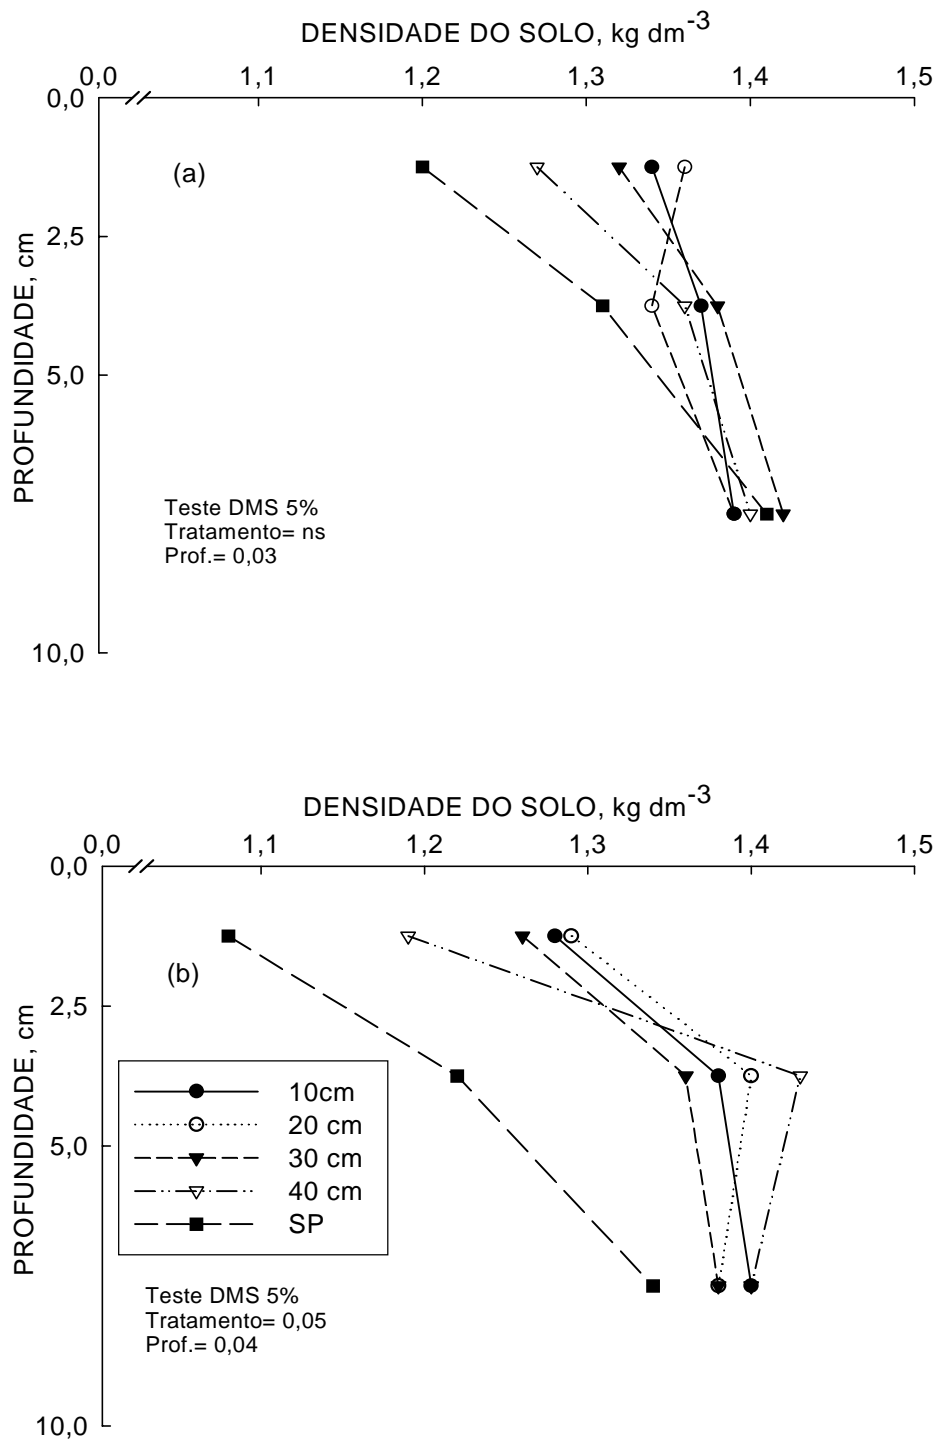 DENSIDADE DO SOLO, kg dm-3
0,0 1,1 1,2 1,3 1,4 1,5
0,0
(a)
2,5
PROFUNDIDADE, cm
5,0
Teste DMS 5%
Tratamento= ns
Prof.= 0,03
10,0
DENSIDADE DO SOLO, kg dm-3
0,0 1,1 1,2 1,3 1,4 1,5
0,0
(b)
2,5
PROFUNDIDADE, cm
10cm
20 cm
5,0
30 cm
40 cm
SP
Teste DMS 5%
Tratamento= 0,05
Prof.= 0,04
10,0